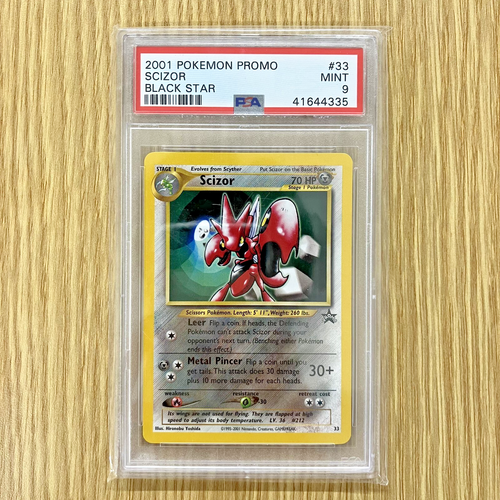 2001 POKEMON PROMO #33
SCIZOR MINT
BLACK STAR 9
PSA 41644335
STAGE 1 Evolves from Scyther Put Scizor on the Basic Pokémon
Scizor 70 HP
Stage 1 Pokémon
Scissors Pokémon. Length: 5' 11", Weight: 260 lbs.
Leer Flip a coin. If heads, the Defending
Pokémon can't attack Scizor during your
opponent's next turn. (Benching either Pokémon
ends this effect.)
Metal Pincer Flip a coin until you
get tails. This attack does 30 damage
plus 10 more damage for each heads.
30+
weakness resistance retreat cost
-30
Its wings are not used for flying. They are flapped at high
speed to adjust its body temperature. LV. 36 #212
Illus. Hironobu Yoshida ©1995-2001 Nintendo, Creatures, GAMEFREAK. 33